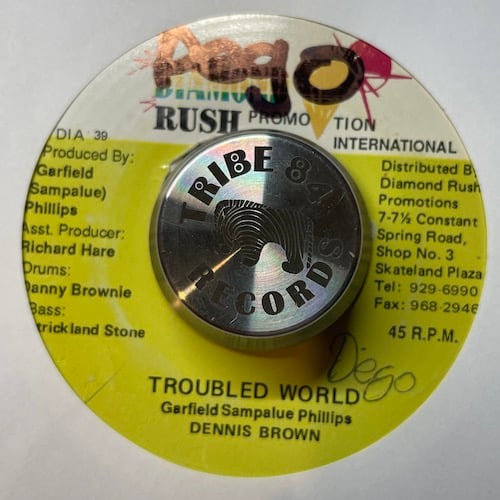 Dego
DIAMOND
RUSH PROMOTION
INTERNATIONAL
DIA 39
Produced By:
Garfield
Sampalue)
Phillips
Asst. Producer:
Richard Hare
Drums:
Danny Brownie
Bass:
Strickland Stone
TRIBE 84
RECORDS
Distributed By
Diamond Rush
Promotions
7-7½ Constant
Spring Road,
Shop No. 3
Skateland Plaza
Tel: 929-6990
Fax: 968-2946
45 R.P.M.
Dego
TROUBLED WORLD
Garfield Sampalue Phillips
DENNIS BROWN